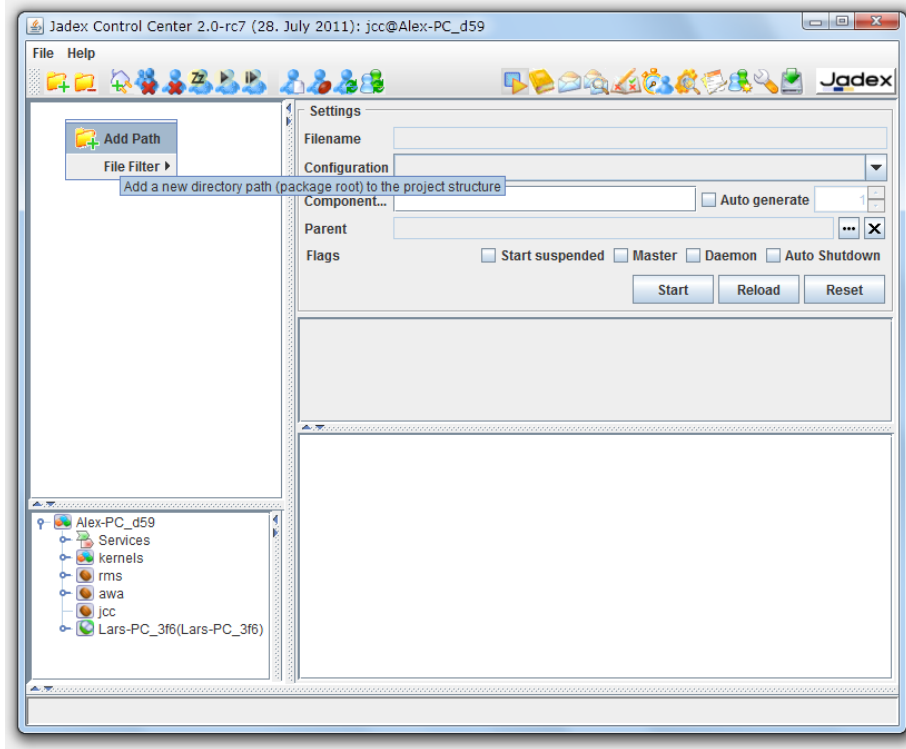 Jadex Control Center 2.0-rc7 (28. July 2011): jcc@Alex-PC_d59
File Help
Jadex
Add Path
File Filter
Add a new directory path (package root) to the project structure
Settings
Filename
Configuration
Component... Auto generate 1
Parent ...
Flags Start suspended Master Daemon Auto Shutdown
Start Reload Reset
Alex-PC_d59
Services
kernels
rms
awa
jcc
Lars-PC_3f6(Lars-PC_3f6)